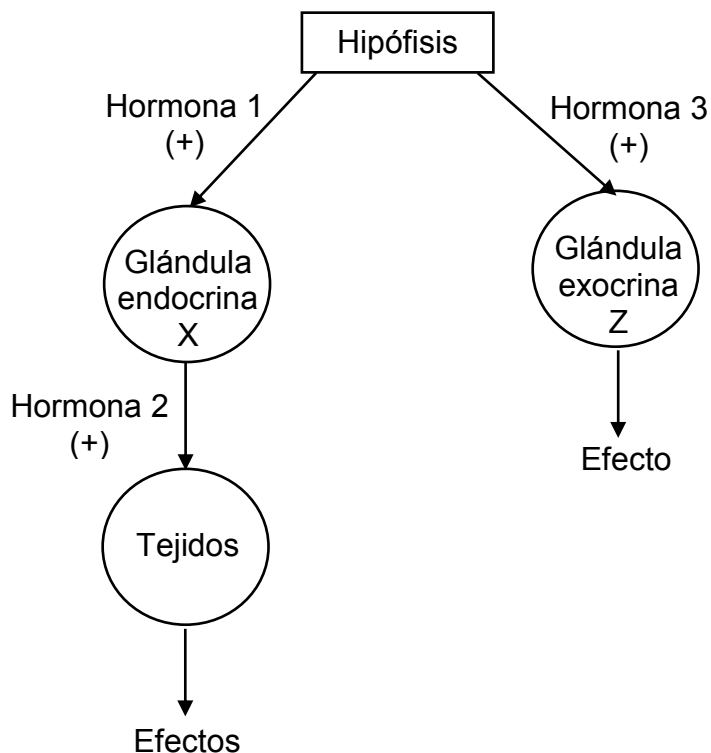 Hipófisis
Hormona 1
(+)
Hormona 3
(+)
Glándula
endocrina
X
Glándula
exocrina
Z
Hormona 2
(+)
Efecto
Tejidos
Efectos